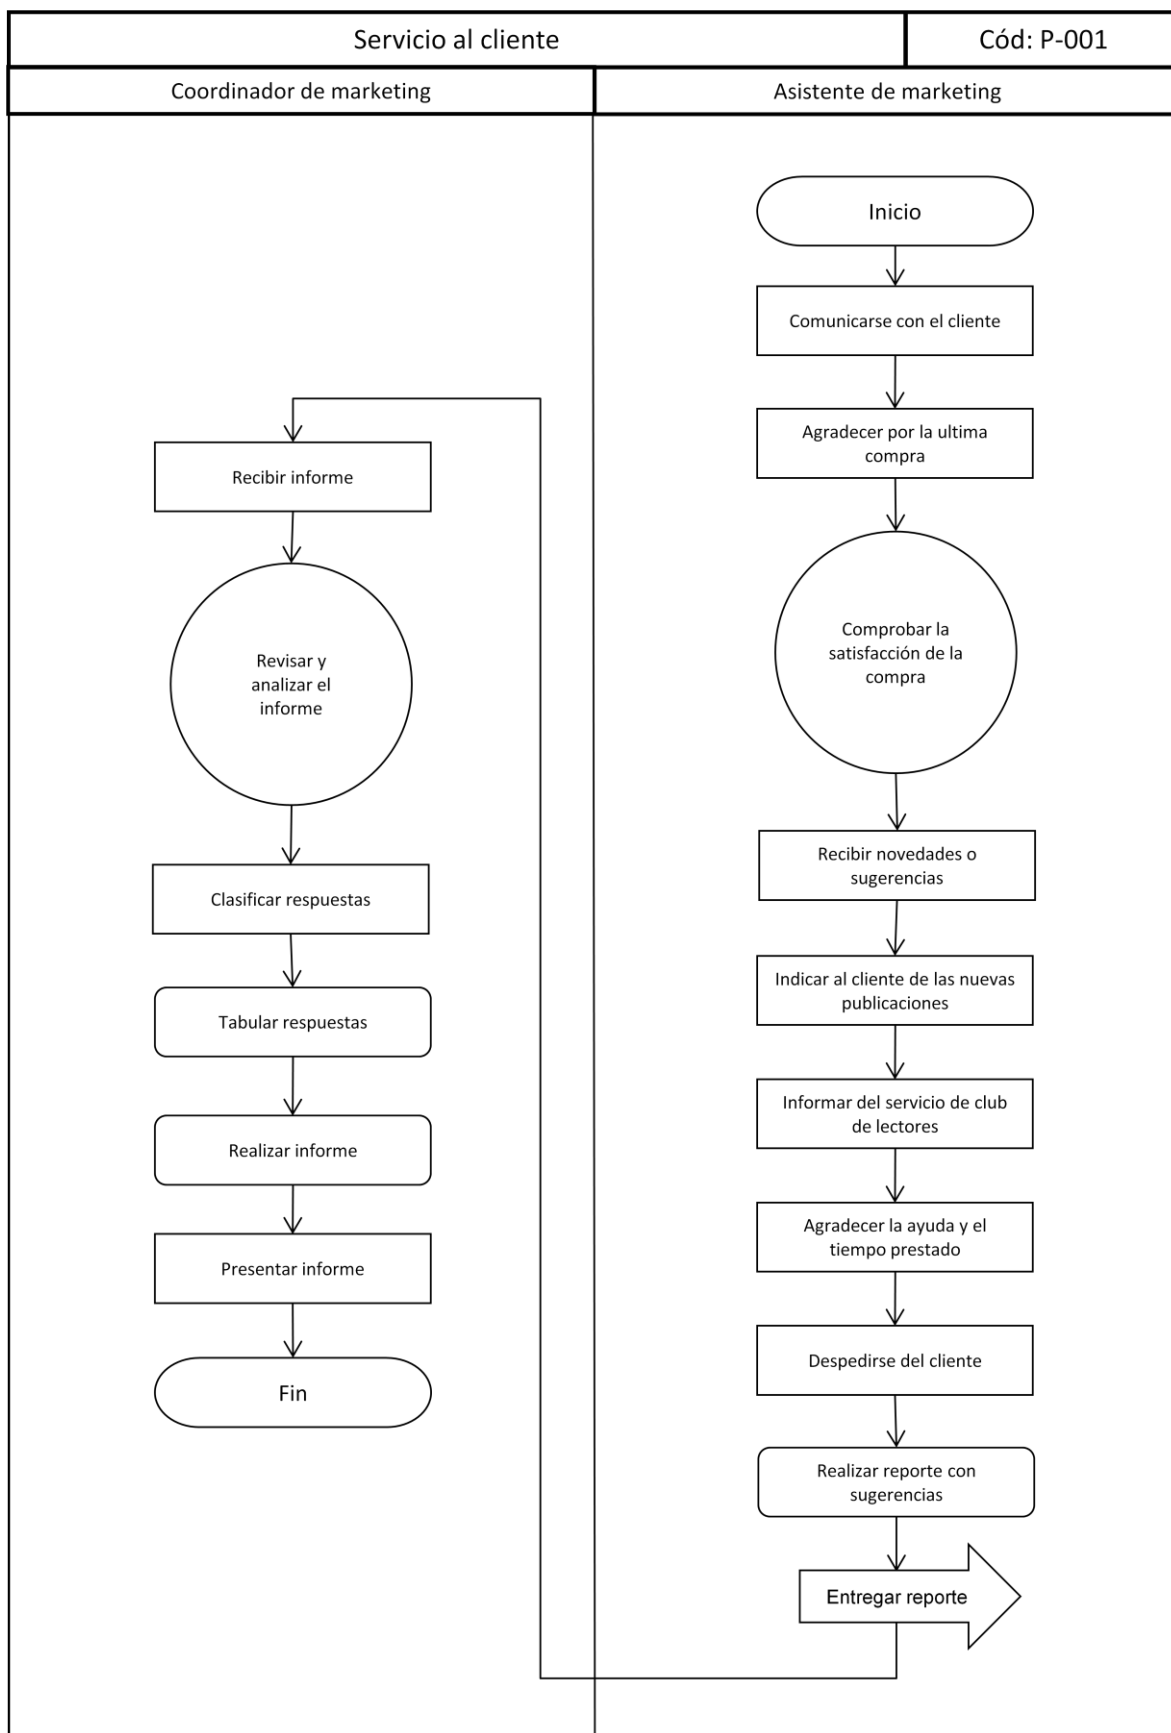 Servicio al cliente
Cód: P-001
Coordinador de marketing
Asistente de marketing
Inicio
Comunicarse con el cliente
Agradecer por la ultima
compra
Comprobar la
satisfacción de la
compra
Recibir novedades o
sugerencias
Indicar al cliente de las nuevas
publicaciones
Informar del servicio de club
de lectores
Agradecer la ayuda y el
tiempo prestado
Despedirse del cliente
Realizar reporte con
sugerencias
Entregar reporte
Recibir informe
Revisar y
analizar el
informe
Clasificar respuestas
Tabular respuestas
Realizar informe
Presentar informe
Fin